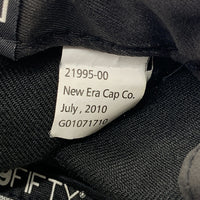 21995-00
New Era Cap Co.
July, 2010
G01071710
FIFTY